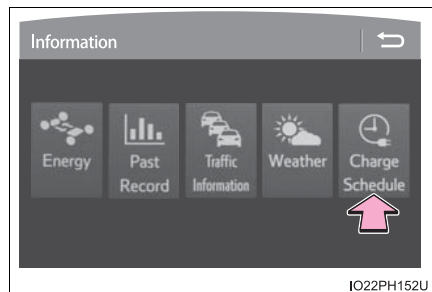 Information
Energy
Past
Record
Traffic
Information
Weather
Charge
Schedule
IO22PH152U